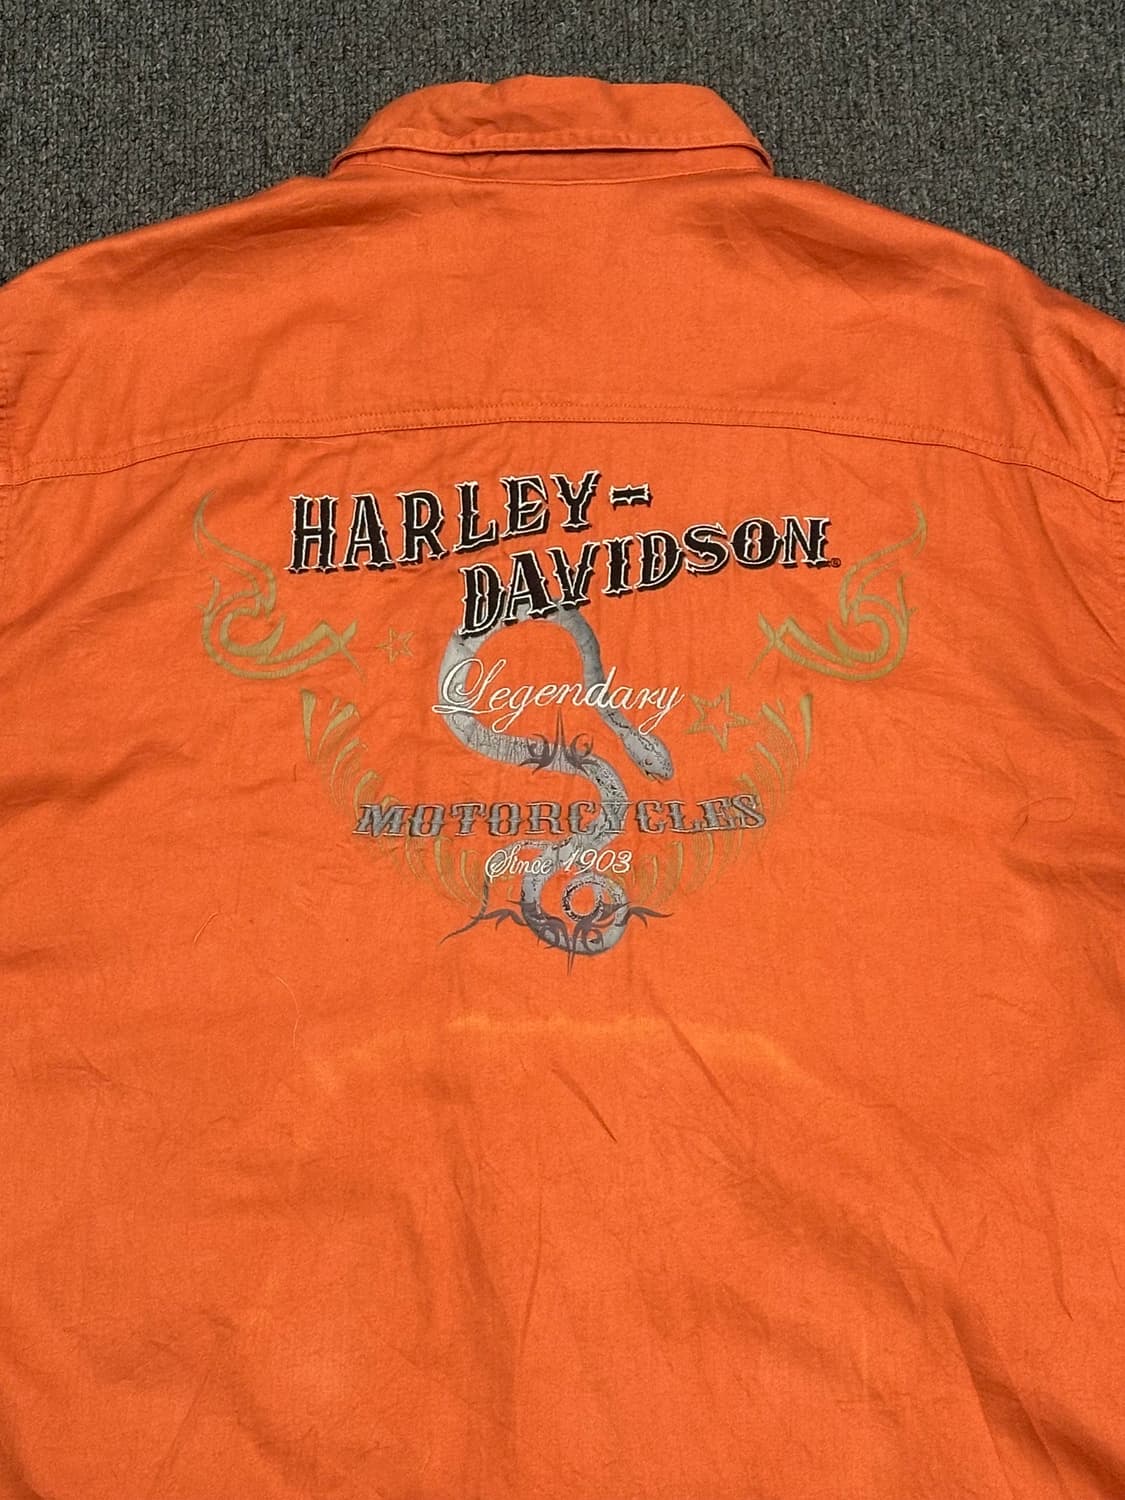 HARLEY-
DAVIDSON®
Legendary
MOTORCYCLES
Since 1903